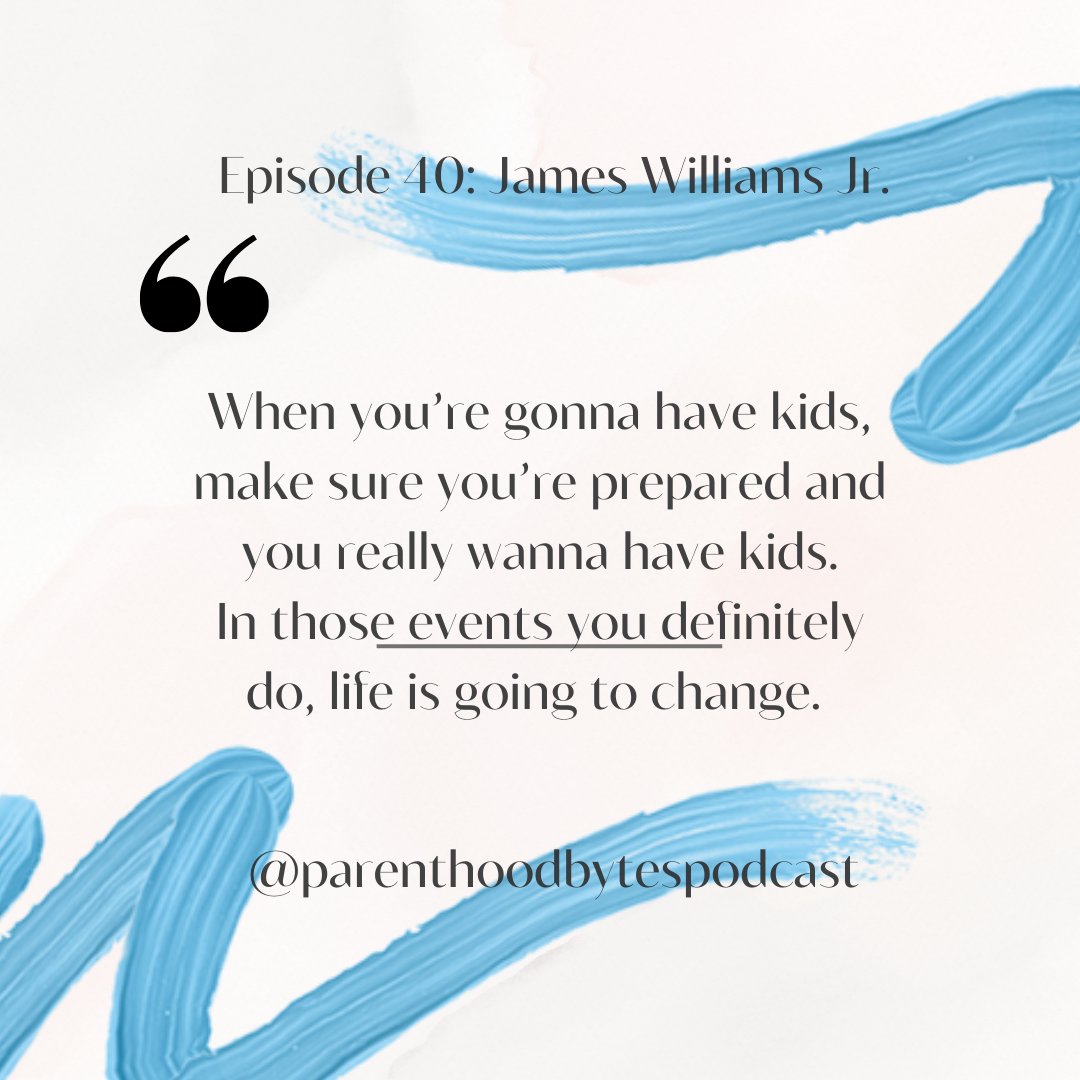 Episode 40: James Williams Jr.
“
When you’re gonna have kids,
make sure you’re prepared and
you really wanna have kids.
In those events you definitely
do, life is going to change.
@parenthoodbytespodcast